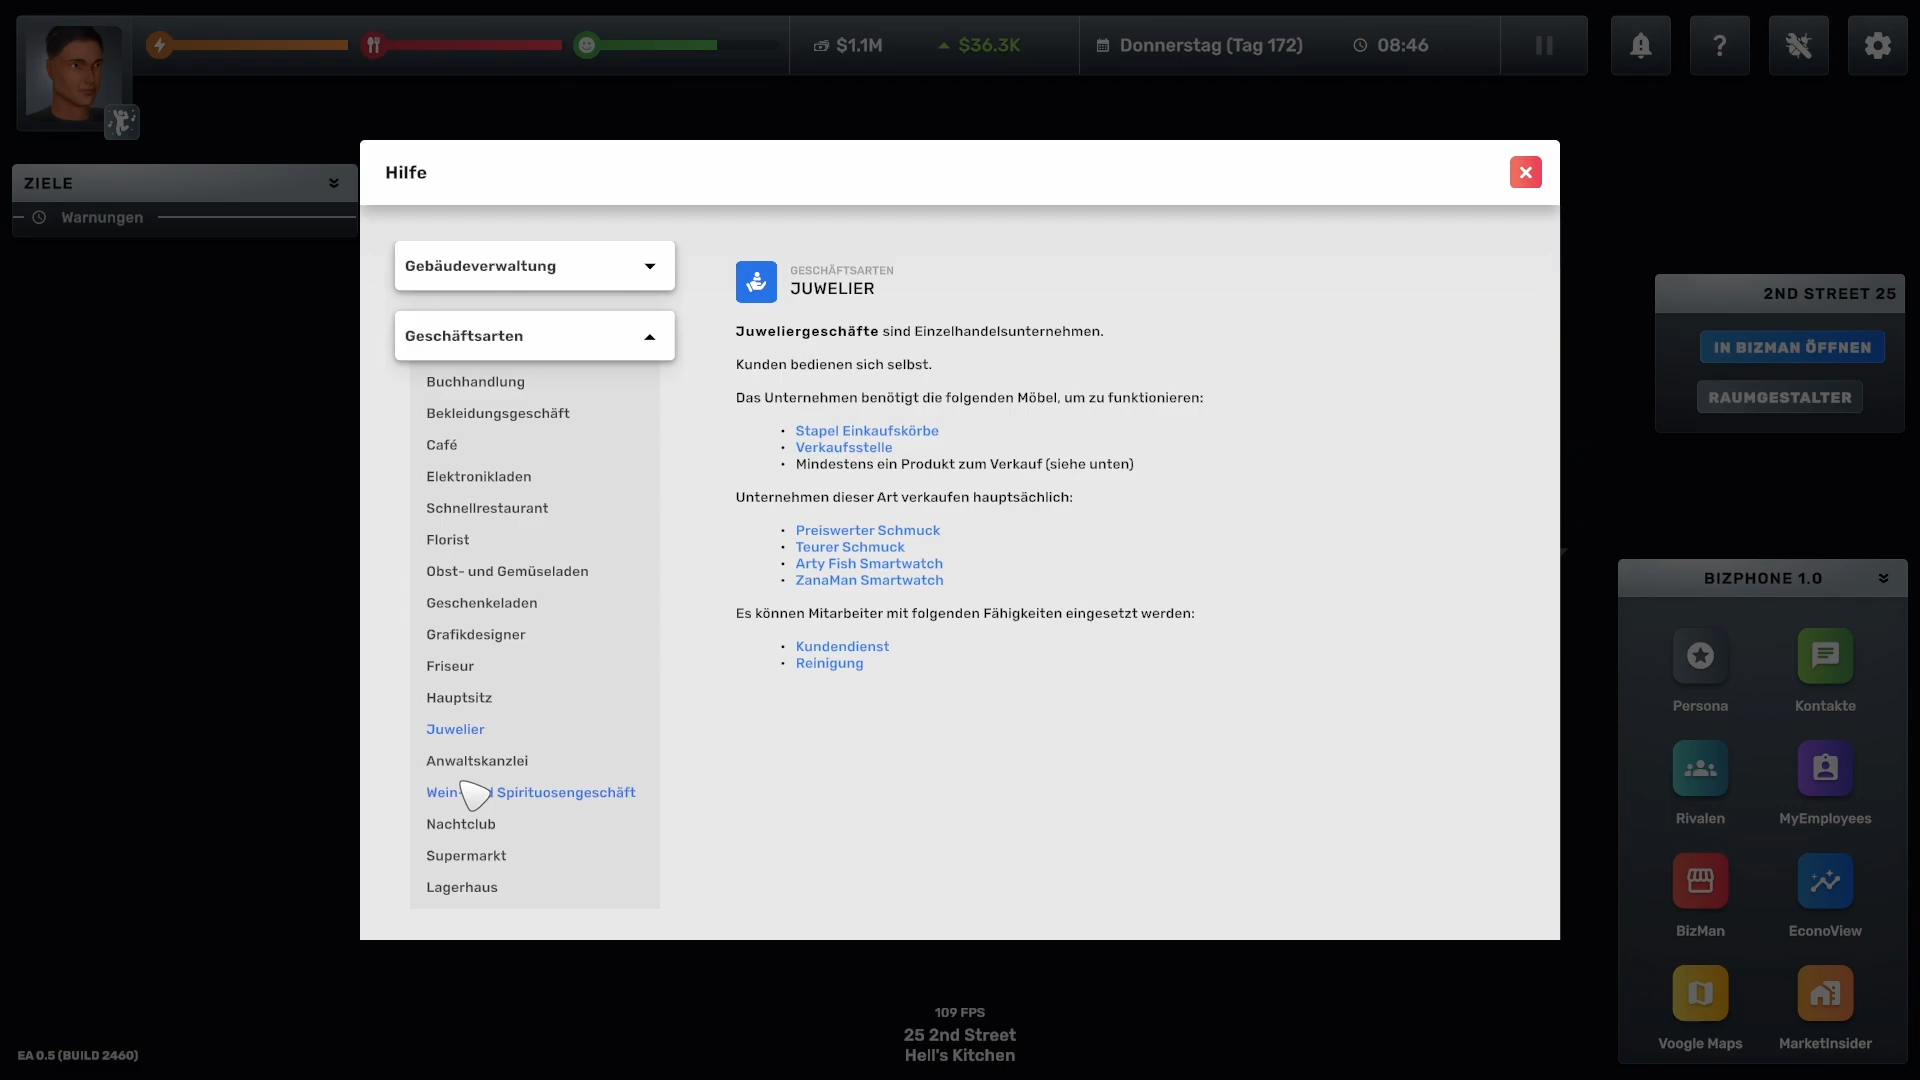 $1.1M
$36.3K
Donnerstag (Tag 172)
08:46
?
ZIELE
Warnungen
Hilfe
Gebäudeverwaltung
Geschäftsarten
Buchhandlung
Bekleidungsgeschäft
Café
Elektronikladen
Schnellrestaurant
Florist
Obst- und Gemüseladen
Geschenkeladen
Grafikdesigner
Friseur
Hauptsitz
Juwelier
Anwaltskanzlei
Wein- Spirituosengeschäft
Nachtclub
Supermarkt
Lagerhaus
GESCHÄFTSARTEN
JUWELIER
Juweliergeschäfte sind Einzelhandelsunternehmen.
Kunden bedienen sich selbst.
Das Unternehmen benötigt die folgenden Möbel, um zu funktionieren:
• Stapel Einkaufskörbe
• Verkaufsstelle
• Mindestens ein Produkt zum Verkauf (siehe unten)
Unternehmen dieser Art verkaufen hauptsächlich:
• Preiswerter Schmuck
• Teurer Schmuck
• Arty Fish Smartwatch
• ZanaMan Smartwatch
Es können Mitarbeiter mit folgenden Fähigkeiten eingesetzt werden:
• Kundendienst
• Reinigung
2ND STREET 25
IN BIZMAN ÖFFNEN
RAUMGESTALTER
BIZPHONE 1.0
Persona
Kontakte
Rivalen
MyEmployees
BizMan
EconoView
Voogle Maps
MarketInsider
109 FPS
25 2nd Street
Hell's Kitchen
EA 0.5 (BUILD 2460)